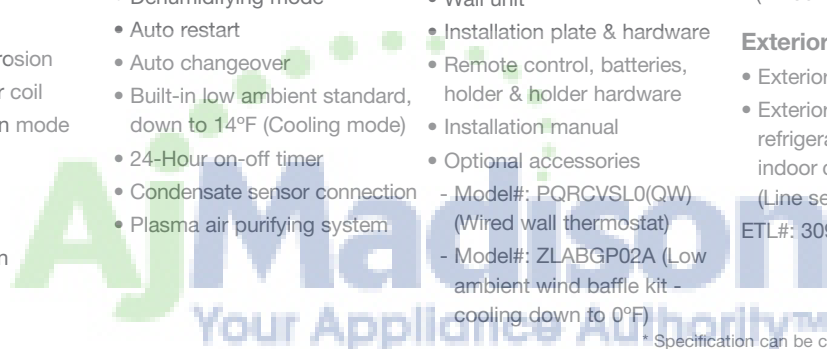 rosion
coil
n mode
n
• Dehumidifying mode
• Auto restart
• Auto changeover
• Built-in low ambient standard,
down to 14°F (Cooling mode)
• 24-Hour on-off timer
• Condensate sensor connection
• Plasma air purifying system
• Wall unit
• Installation plate & hardware
• Remote control, batteries,
holder & holder hardware
• Installation manual
• Optional accessories
- Model#: PQRCVSL0(QW)
(Wired wall thermostat)
- Model#: ZLABGP02A (Low
ambient wind baffle kit -
cooling down to 0°F)
Exterior
• Exterior
• Exterior
refrigera
indoor
(Line se
ETL#: 309
* Specification can be c
AjMadison
Your Appliance Authority™